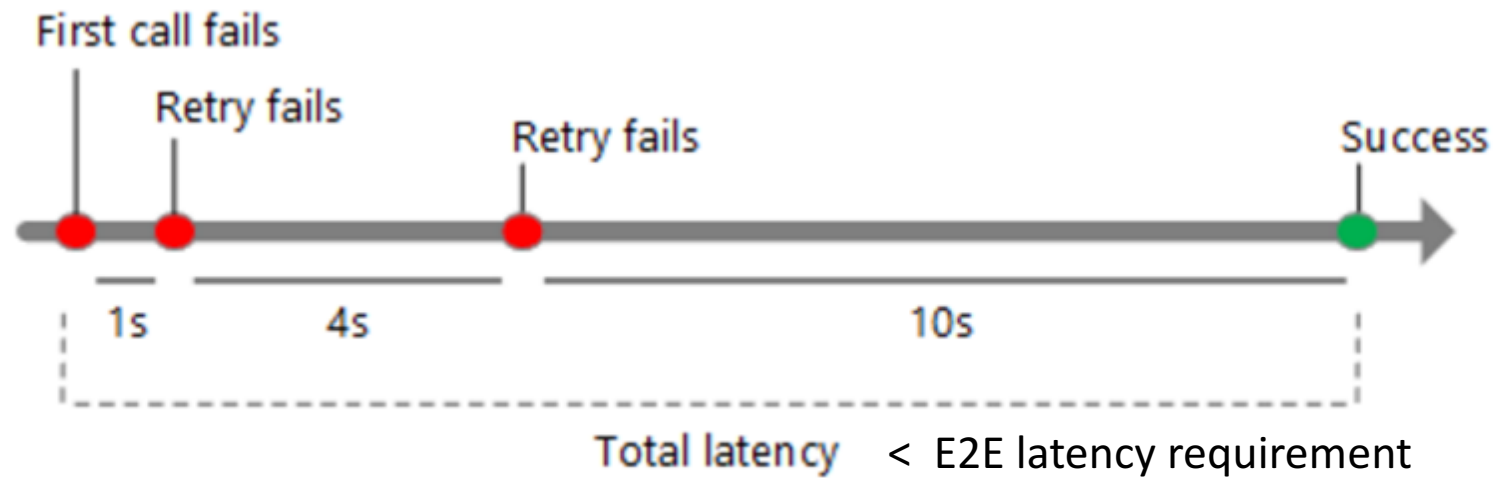 First call fails
Retry fails
Retry fails
Success
1s
4s
10s
Total latency < E2E latency requirement